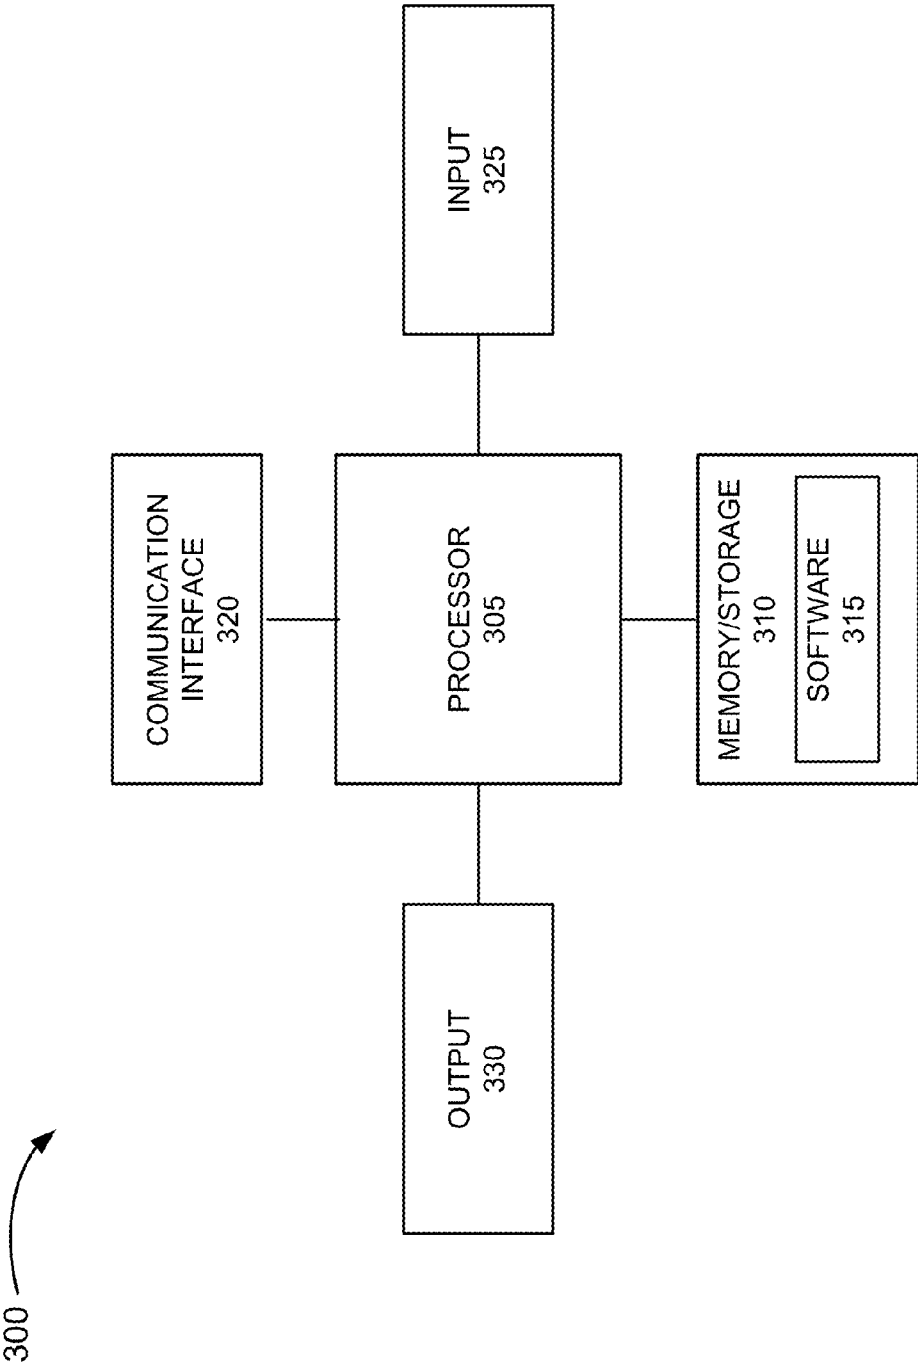 300
COMMUNICATION
INTERFACE
320
OUTPUT
330
PROCESSOR
305
INPUT
325
MEMORY/STORAGE
310
SOFTWARE
315